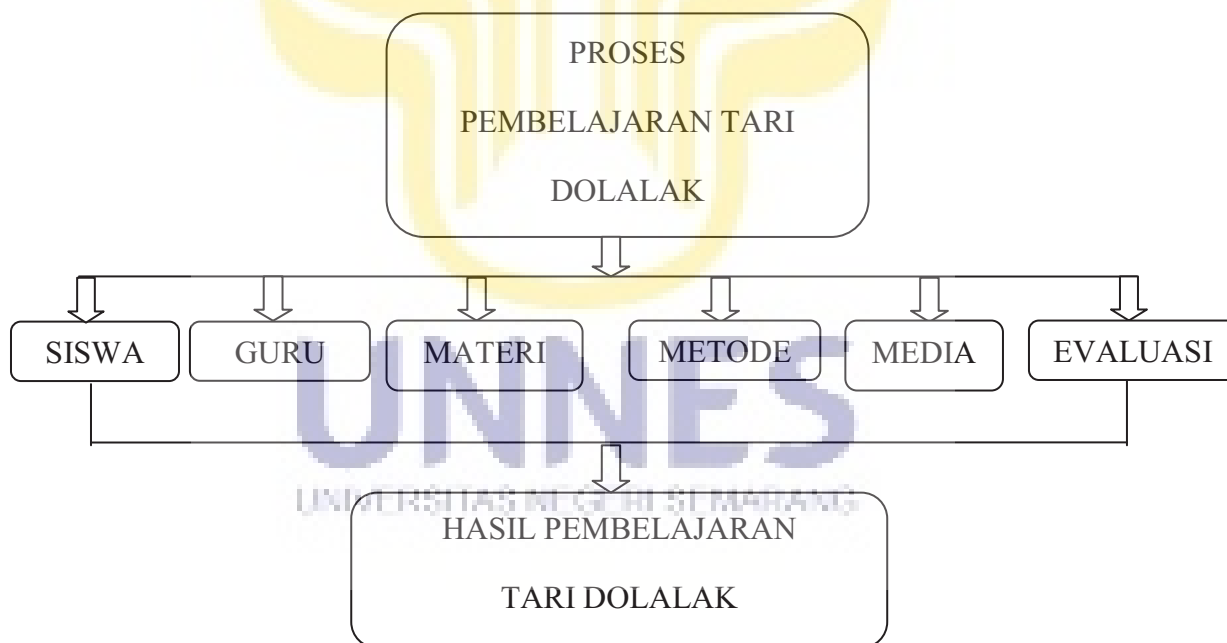 PROSES
PEMBELAJARAN TARI
DOLALAK
SISWA GURU MATERI METODE MEDIA EVALUASI
UNNES
UNIVERSITAS NEGERI SEMARANG
HASIL PEMBELAJARAN
TARI DOLALAK